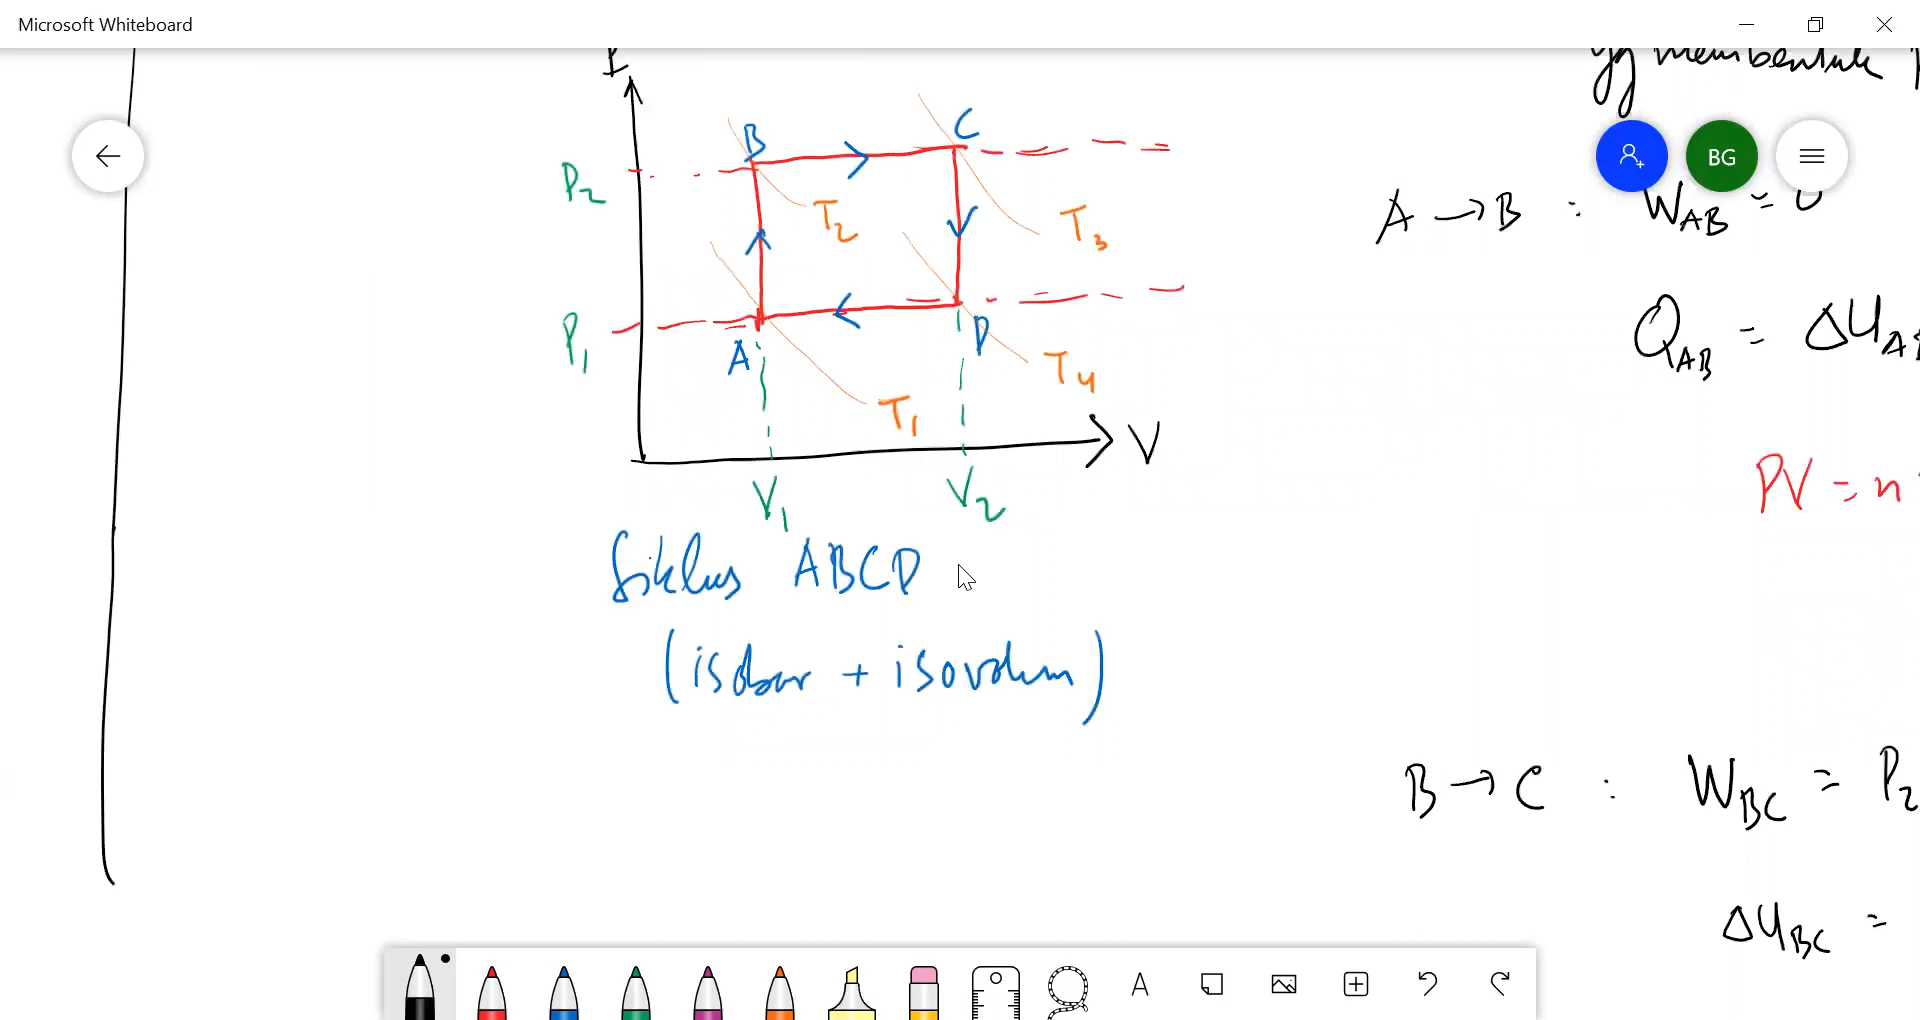 Microsoft Whiteboard
P
yg membentuk
B
C
BG
P2
T2
T3
A → B : WAB = 0
P1
A
D
T4
T1
QAB = ΔUAB
V
V1
V2
PV = n
Siklus ABCD
(isobar + isovolum)
B → C : WBC = P2
ΔUBC =
A